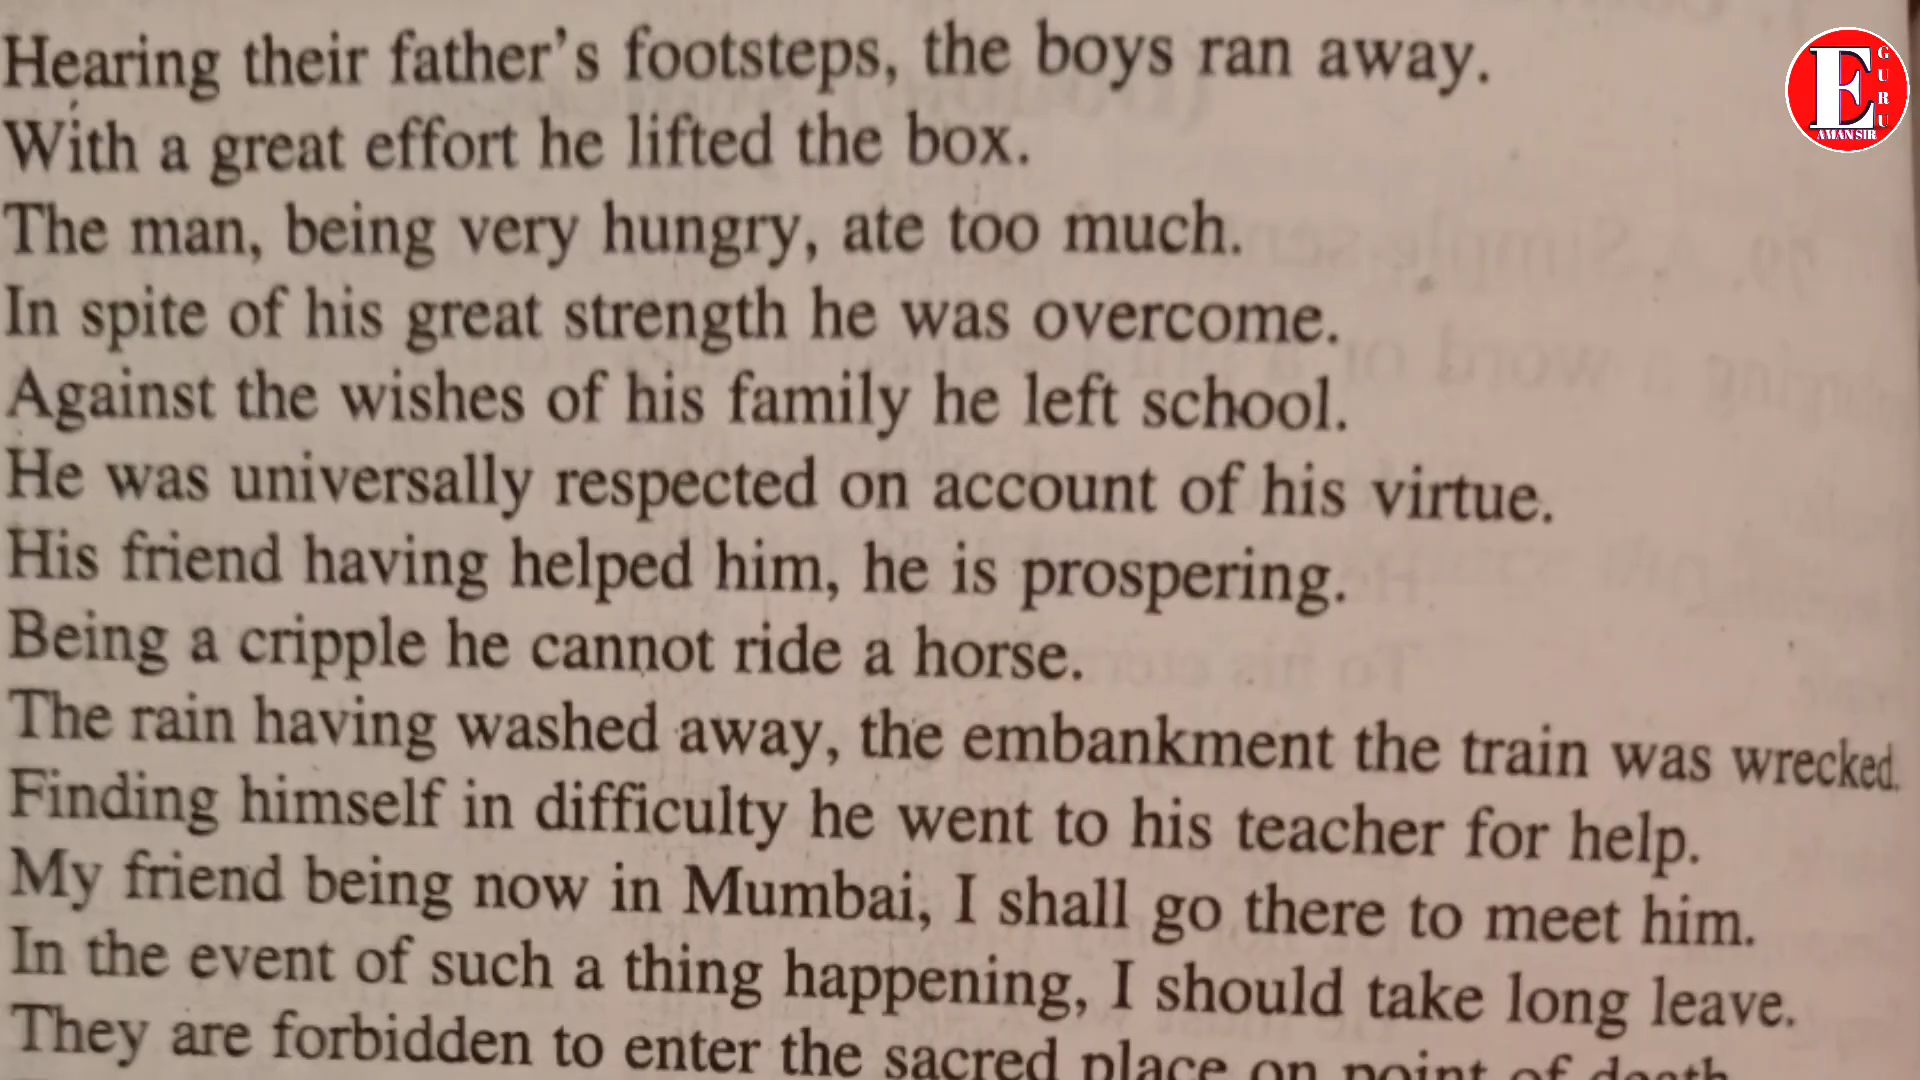 Hearing their father's footsteps, the boys ran away.
With a great effort he lifted the box.
The man, being very hungry, ate too much.
In spite of his great strength he was overcome.
Against the wishes of his family he left school.
He was universally respected on account of his virtue.
His friend having helped him, he is prospering.
Being a cripple he cannot ride a horse.
The rain having washed away, the embankment the train was wrecked.
Finding himself in difficulty he went to his teacher for help.
My friend being now in Mumbai, I shall go there to meet him.
In the event of such a thing happening, I should take long leave.
They are forbidden to enter the sacred place on point of death.
E GURU
AMAN SIR